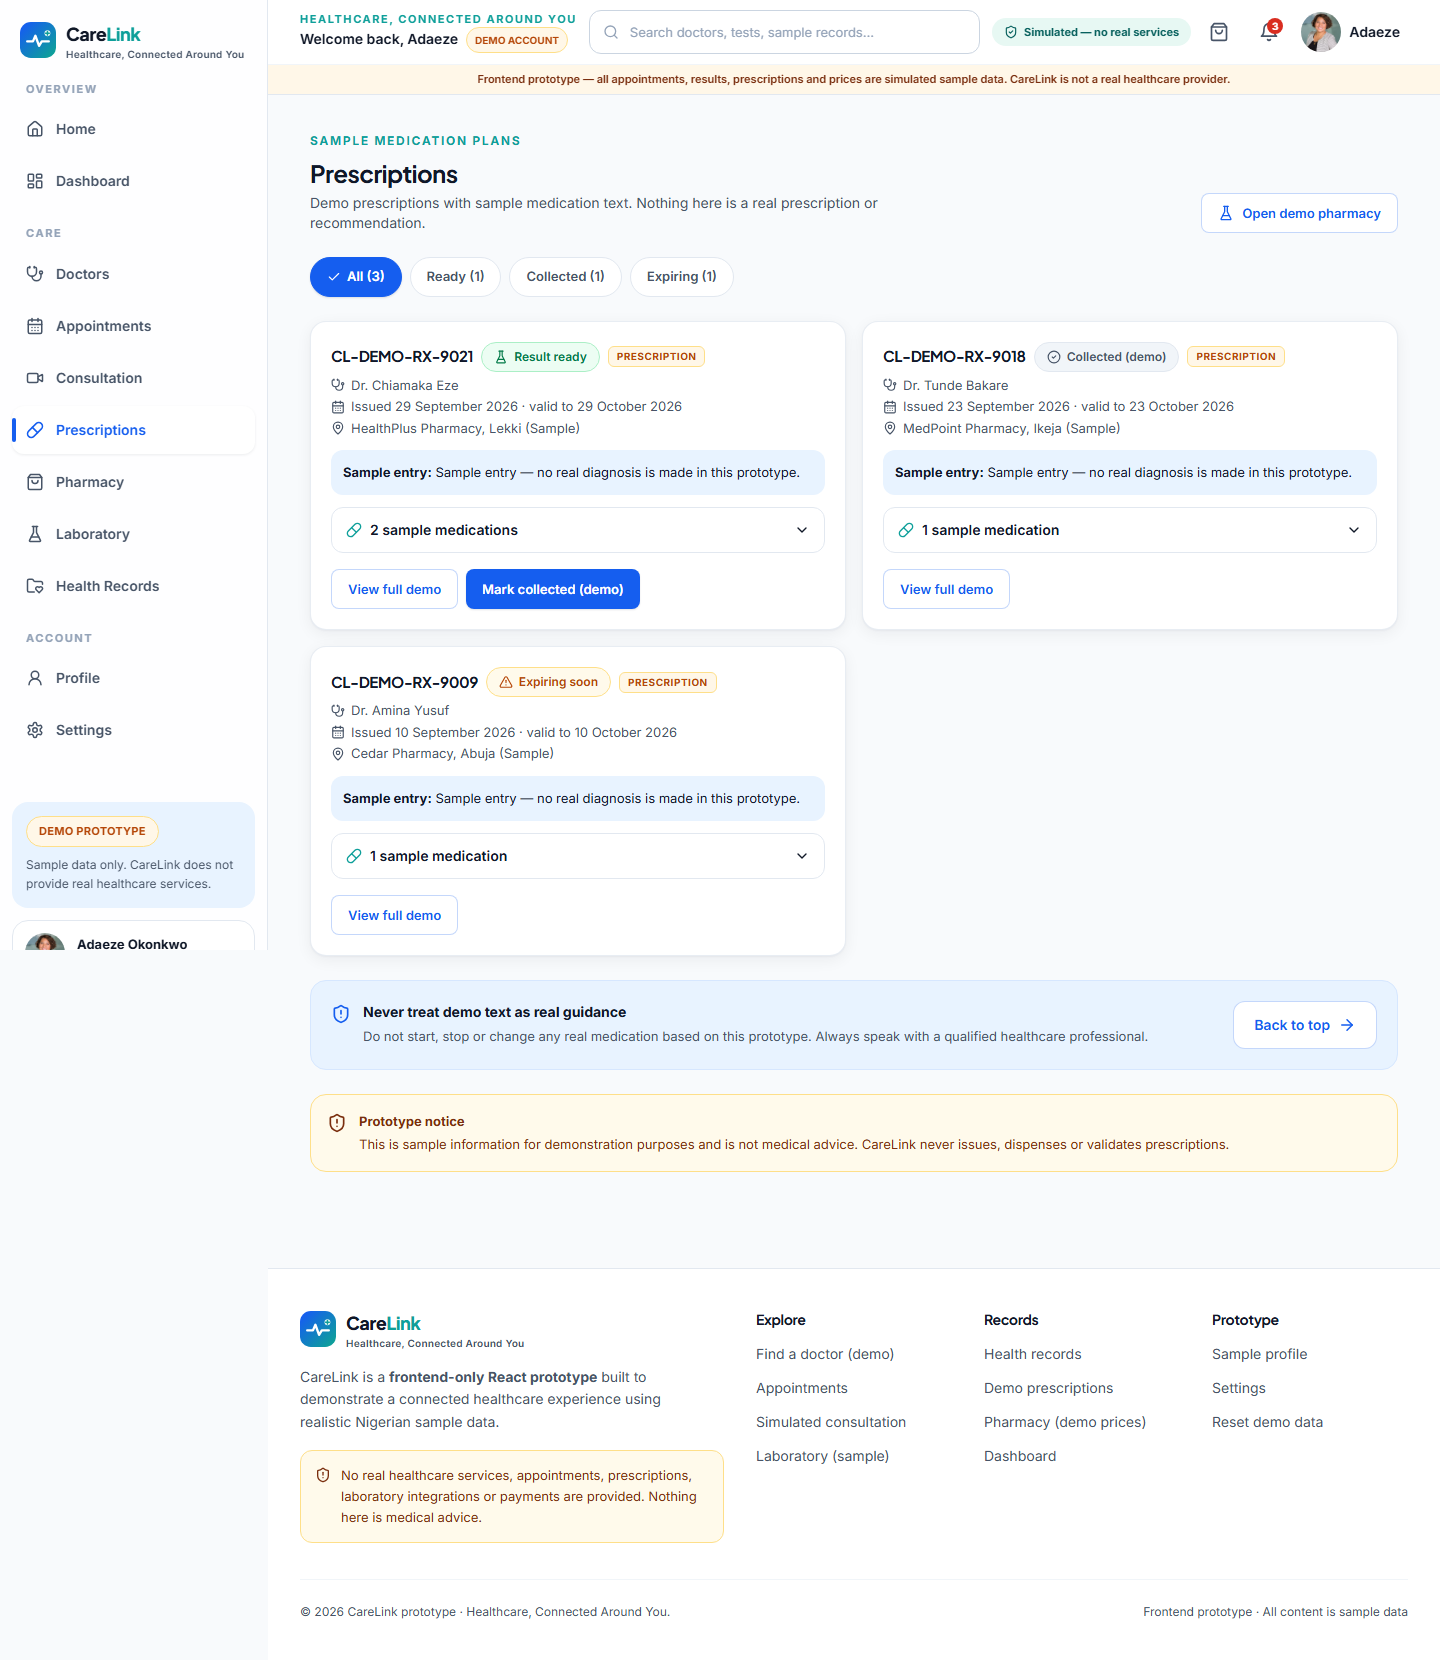 CareLink
Healthcare, Connected Around You
OVERVIEW
Home
Dashboard
CARE
Doctors
Appointments
Consultation
Prescriptions
Pharmacy
Laboratory
Health Records
ACCOUNT
Profile
Settings
DEMO PROTOTYPE
Sample data only. CareLink does not
provide real healthcare services.
Adaeze Okonkwo
HEALTHCARE, CONNECTED AROUND YOU
Welcome back, Adaeze DEMO ACCOUNT
Search doctors, tests, sample records...
Simulated — no real services
3
Adaeze
Frontend prototype — all appointments, results, prescriptions and prices are simulated sample data. CareLink is not a real healthcare provider.
SAMPLE MEDICATION PLANS
Prescriptions
Demo prescriptions with sample medication text. Nothing here is a real prescription or
recommendation.
Open demo pharmacy
All (3)
Ready (1)
Collected (1)
Expiring (1)
CL-DEMO-RX-9021 Result ready PRESCRIPTION
Dr. Chiamaka Eze
Issued 29 September 2026 · valid to 29 October 2026
HealthPlus Pharmacy, Lekki (Sample)
Sample entry: Sample entry — no real diagnosis is made in this prototype.
2 sample medications
View full demo
Mark collected (demo)
CL-DEMO-RX-9018 Collected (demo) PRESCRIPTION
Dr. Tunde Bakare
Issued 23 September 2026 · valid to 23 October 2026
MedPoint Pharmacy, Ikeja (Sample)
Sample entry: Sample entry — no real diagnosis is made in this prototype.
1 sample medication
View full demo
CL-DEMO-RX-9009 Expiring soon PRESCRIPTION
Dr. Amina Yusuf
Issued 10 September 2026 · valid to 10 October 2026
Cedar Pharmacy, Abuja (Sample)
Sample entry: Sample entry — no real diagnosis is made in this prototype.
1 sample medication
View full demo
Never treat demo text as real guidance
Do not start, stop or change any real medication based on this prototype. Always speak with a qualified healthcare professional.
Back to top
Prototype notice
This is sample information for demonstration purposes and is not medical advice. CareLink never issues, dispenses or validates prescriptions.
CareLink
Healthcare, Connected Around You
CareLink is a frontend-only React prototype built to
demonstrate a connected healthcare experience using
realistic Nigerian sample data.
No real healthcare services, appointments, prescriptions,
laboratory integrations or payments are provided. Nothing
here is medical advice.
Explore
Find a doctor (demo)
Appointments
Simulated consultation
Laboratory (sample)
Records
Health records
Demo prescriptions
Pharmacy (demo prices)
Dashboard
Prototype
Sample profile
Settings
Reset demo data
© 2026 CareLink prototype · Healthcare, Connected Around You.
Frontend prototype · All content is sample data